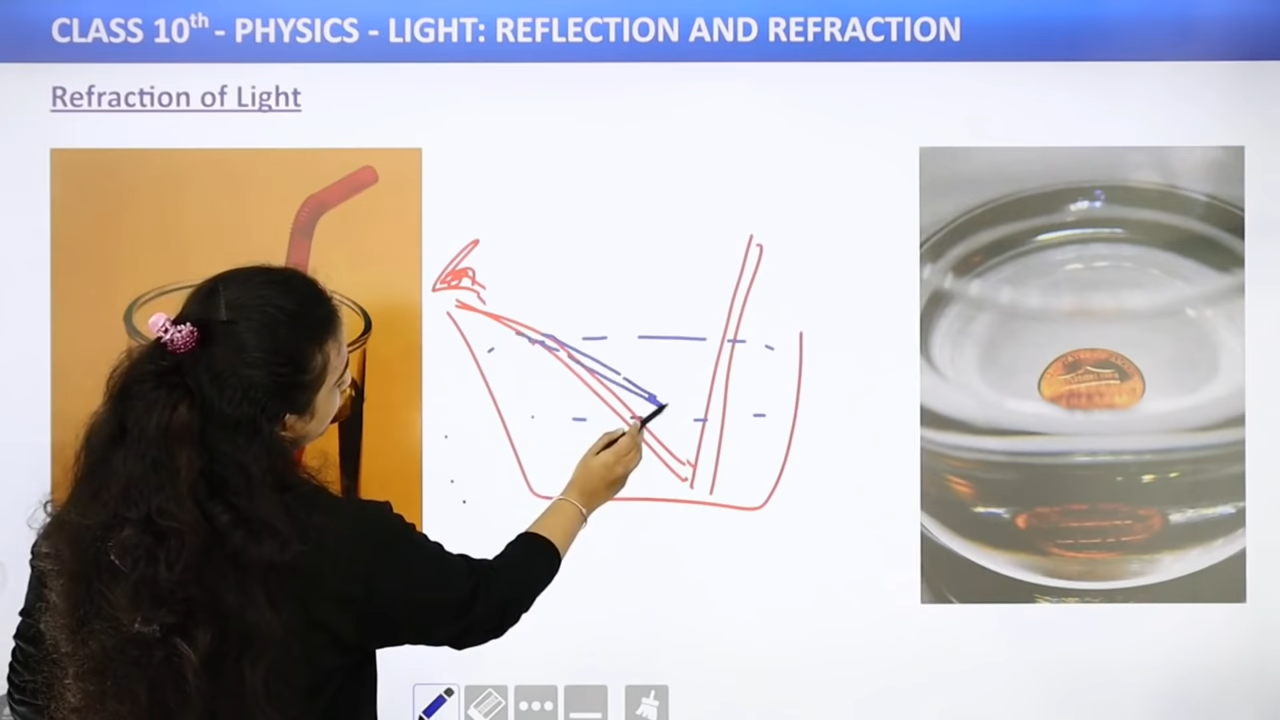 CLASS 10th - PHYSICS - LIGHT: REFLECTION AND REFRACTION
Refraction of Light